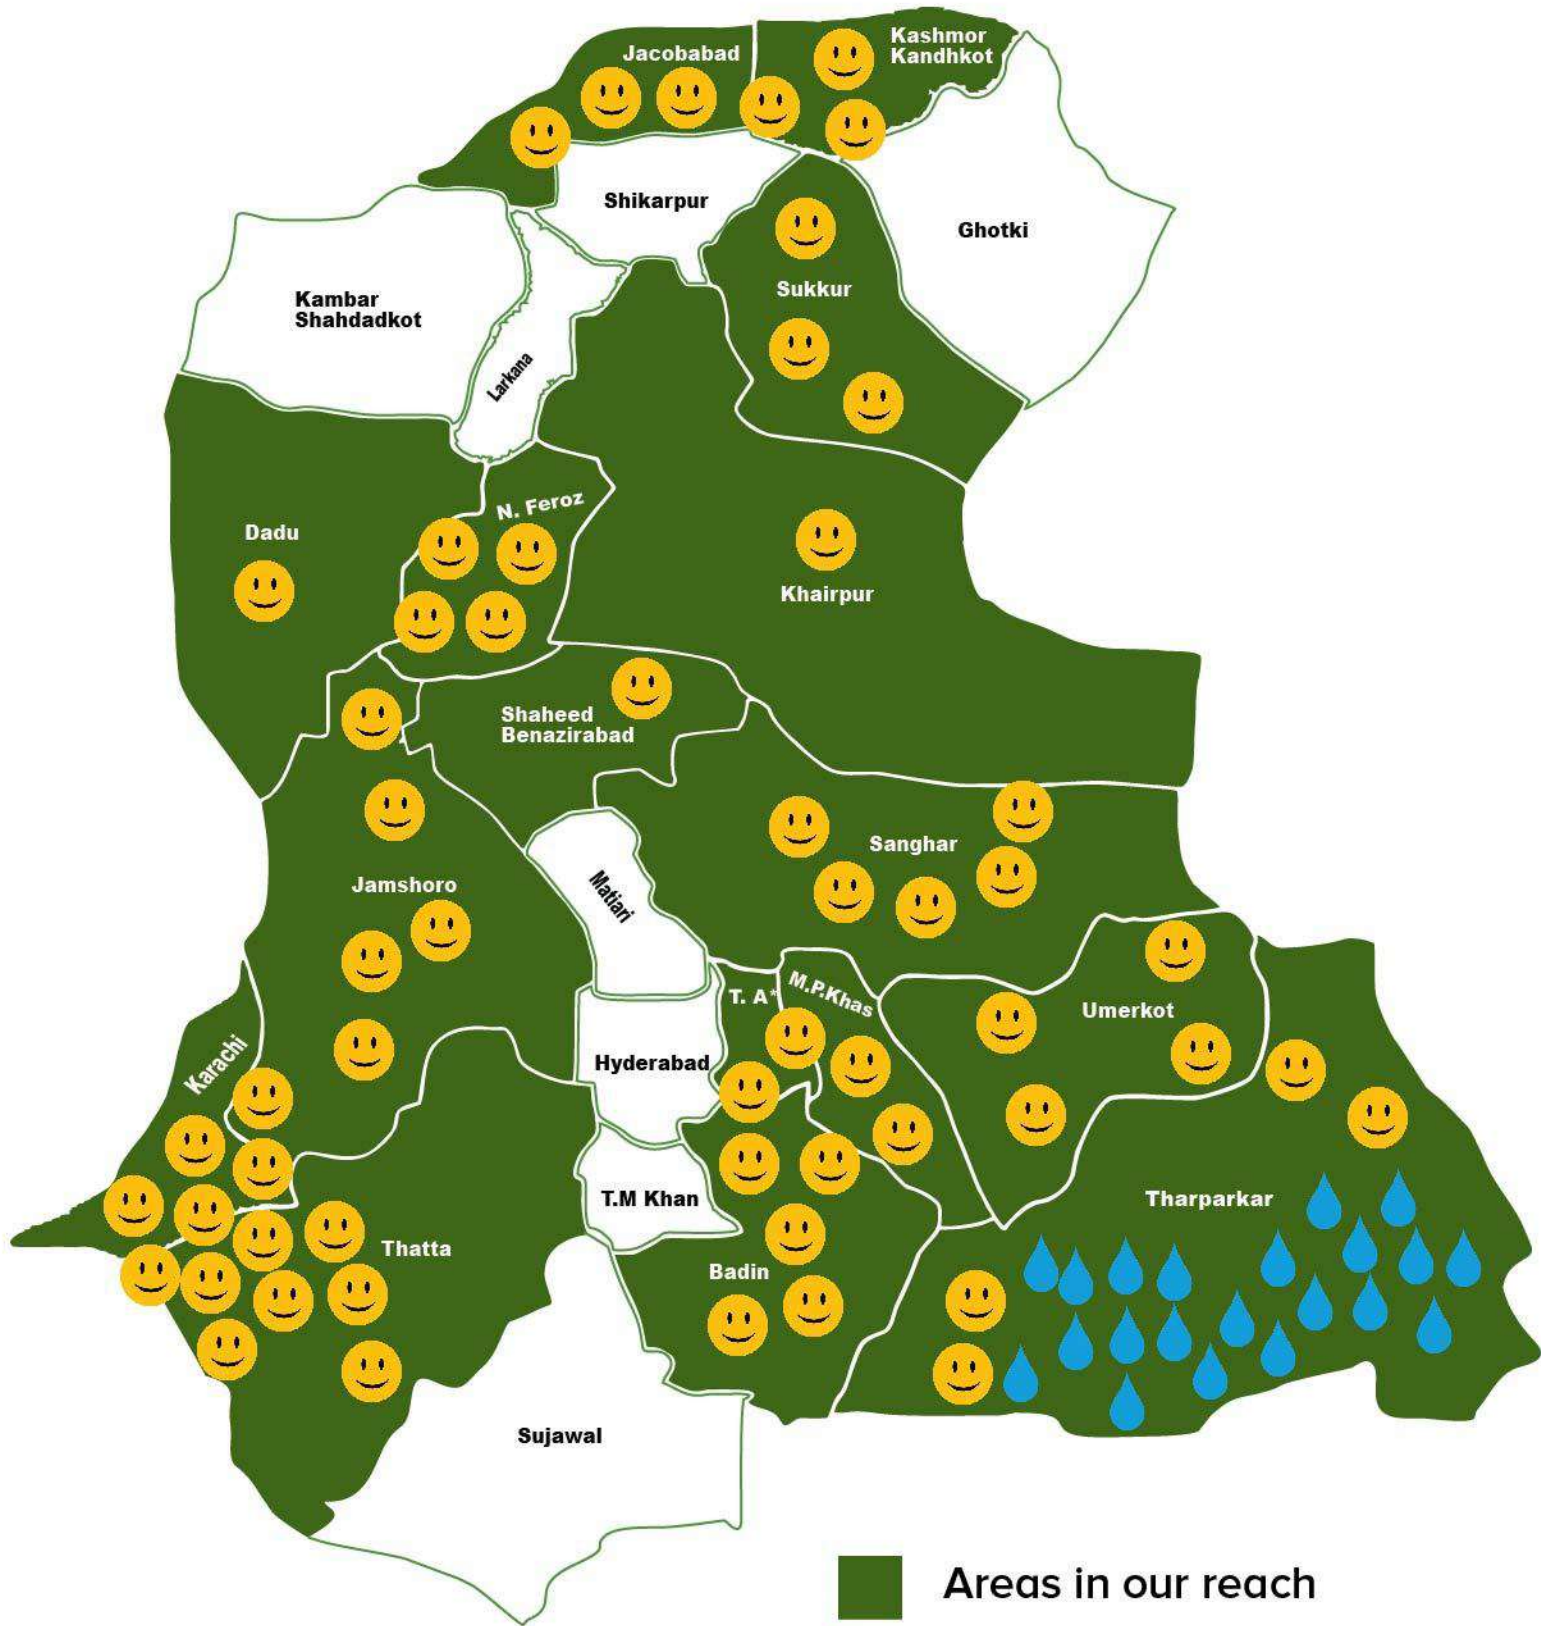 Jacobabad
Kashmor
Kandhkot
Shikarpur
Ghotki
Kambar
Shahdadkot
Sukkur
Larkana
N. Feroz
Dadu
Khairpur
Shaheed
Benazirabad
Sanghar
Jamshoro
Matiari
T. A*
M.P.Khas
Umerkot
Karachi
Hyderabad
T.M Khan
Tharparkar
Thatta
Badin
Sujawal
Areas in our reach